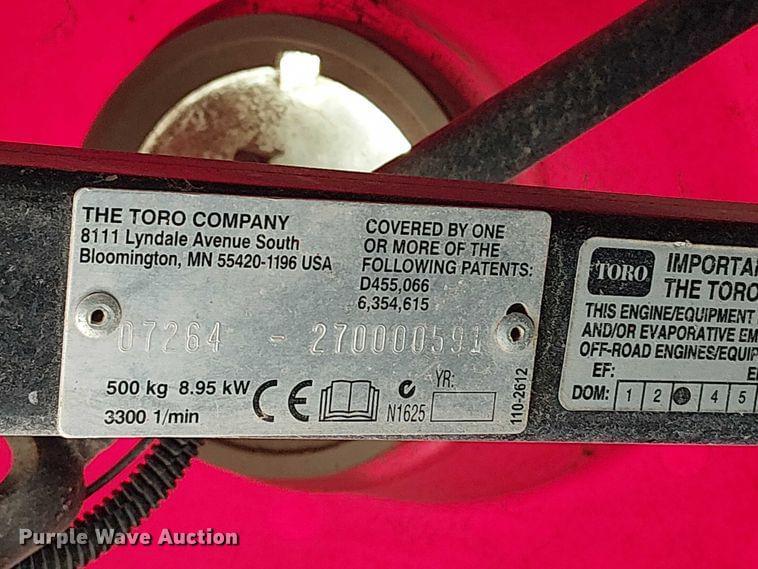 THE TORO COMPANY
8111 Lyndale Avenue South
Bloomington, MN 55420-1196 USA
COVERED BY ONE
OR MORE OF THE
FOLLOWING PATENTS:
D455,066
6,354,615
07264 - 270000591
500 kg 8.95 kW
3300 1/min
CE
N1625
YR:
110-2612
TORO
IMPORTA
THE TORO
THIS ENGINE/EQUIPMENT
AND/OR EVAPORATIVE EM
OFF-ROAD ENGINES/EQUIP
EF: E
DOM: 1 2 4 5
Purple Wave Auction